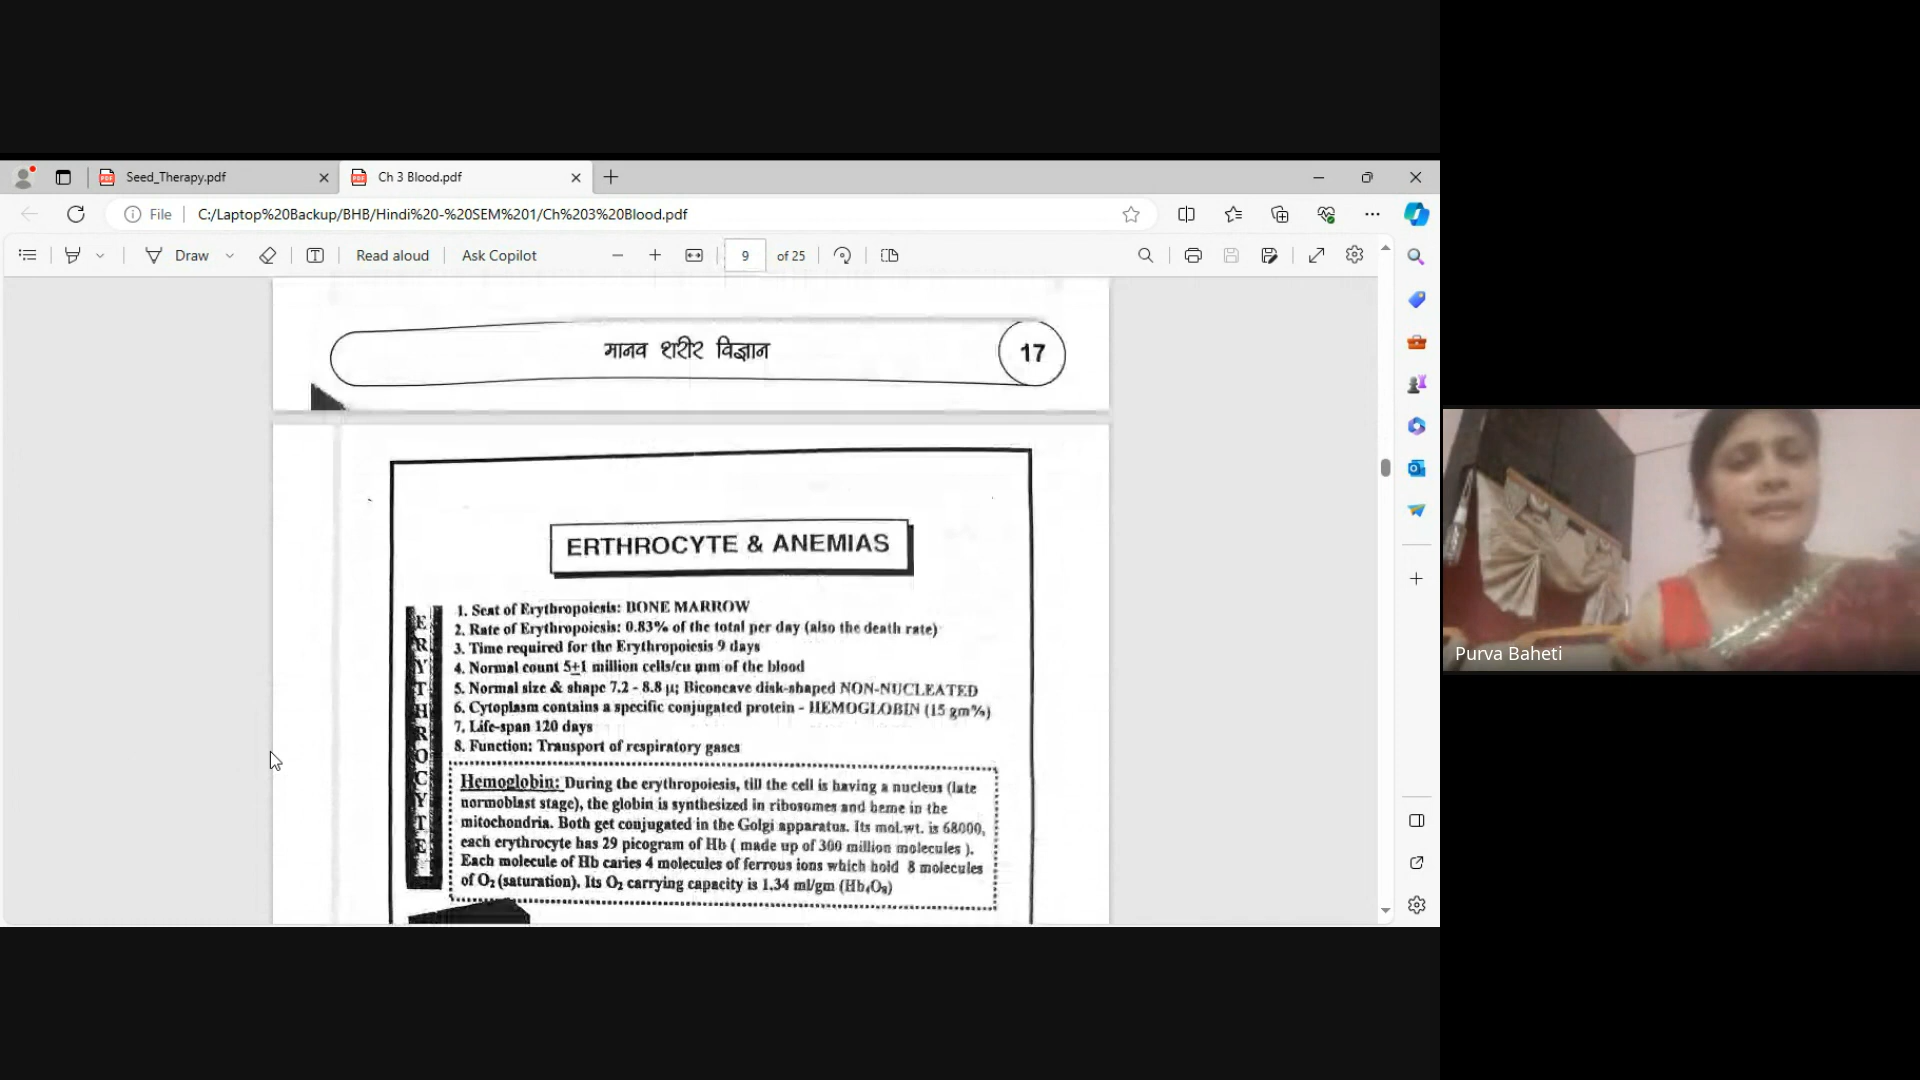 Seed_Therapy.pdf
Ch 3 Blood.pdf
File
C:/Laptop%20Backup/BHB/Hindi%20-%20SEM%201/Ch%203%20Blood.pdf
Draw
Read aloud
Ask Copilot
9
of 25
मानव शरीर विज्ञान
17
ERTHROCYTE & ANEMIAS
ERYTHROCYTE
1. Seat of Erythropoiesis: BONE MARROW
2. Rate of Erythropoiesis: 0.83% of the total per day (also the death rate)
3. Time required for the Erythropoiesis 9 days
4. Normal count 5±1 million cells/cu mm of the blood
5. Normal size & shape 7.2 - 8.8 µ; Biconcave disk-shaped NON-NUCLEATED
6. Cytoplasm contains a specific conjugated protein - HEMOGLOBIN (15 gm%)
7. Life-span 120 days
8. Function: Transport of respiratory gases
Hemoglobin: During the erythropoiesis, till the cell is having a nucleus (late
normoblast stage), the globin is synthesized in ribosomes and heme in the
mitochondria. Both get conjugated in the Golgi apparatus. Its mol.wt. is 68000,
each erythrocyte has 29 picogram of Hb ( made up of 300 million molecules ).
Each molecule of Hb caries 4 molecules of ferrous ions which hold 8 molecules
of O₂ (saturation). Its O₂ carrying capacity is 1.34 ml/gm (Hb₄O₈)
Purva Baheti